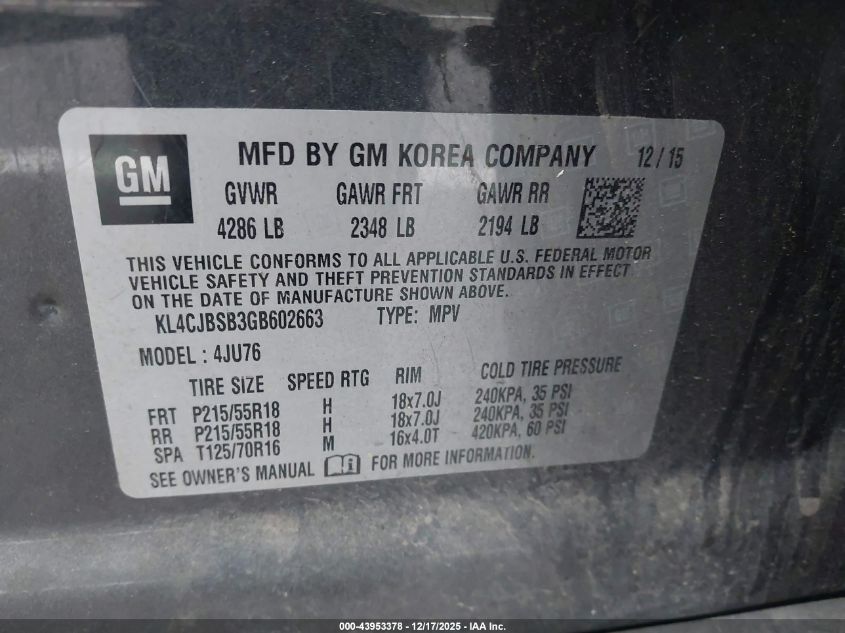 GM
MFD BY GM KOREA COMPANY 12/15
GVWR GAWR FRT GAWR RR
4286 LB 2348 LB 2194 LB
THIS VEHICLE CONFORMS TO ALL APPLICABLE U.S. FEDERAL MOTOR
VEHICLE SAFETY AND THEFT PREVENTION STANDARDS IN EFFECT
ON THE DATE OF MANUFACTURE SHOWN ABOVE.
KL4CJBSB3GB602663 TYPE: MPV
MODEL: 4JU76
TIRE SIZE SPEED RTG RIM COLD TIRE PRESSURE
FRT P215/55R18 H 18x7.0J 240KPA, 35 PSI
RR P215/55R18 H 18x7.0J 240KPA, 35 PSI
SPA T125/70R16 M 16x4.0T 420KPA, 60 PSI
SEE OWNER'S MANUAL FOR MORE INFORMATION.
000-43953378 - 12/17/2025 - IAA Inc.